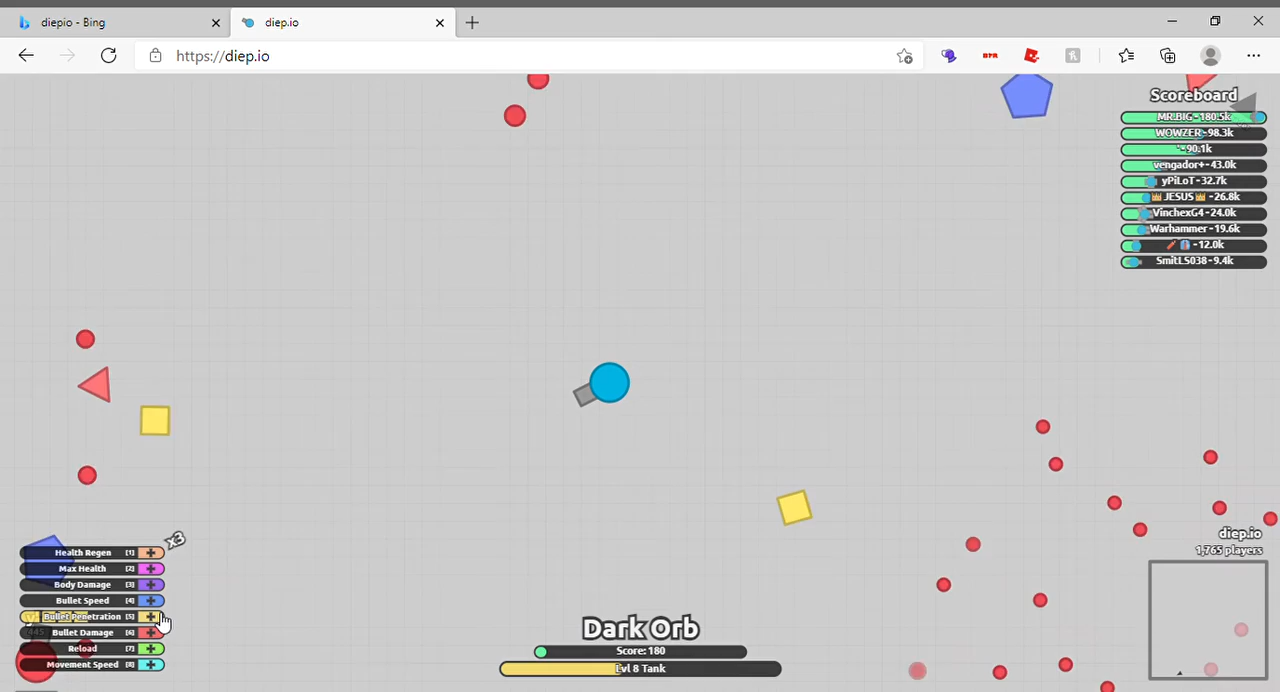 diepio - Bing
diep.io
https://diep.io
Scoreboard
MR.BIG - 180.5k
WOWZER - 98.3k
' - 90.1k
vengador+ - 43.0k
yPiLoT - 32.7k
👑 JESUS 👑 - 26.8k
VinchexG4 - 24.0k
Warhammer - 19.6k
- 12.0k
SmitLS038 - 9.4k
diep.io
1,765 players
x3
Health Regen [1]
Max Health [2]
Body Damage [3]
Bullet Speed [4]
Bullet Penetration [5]
Bullet Damage [6]
Reload [7]
Movement Speed [8]
Dark Orb
Score: 180
Lvl 8 Tank